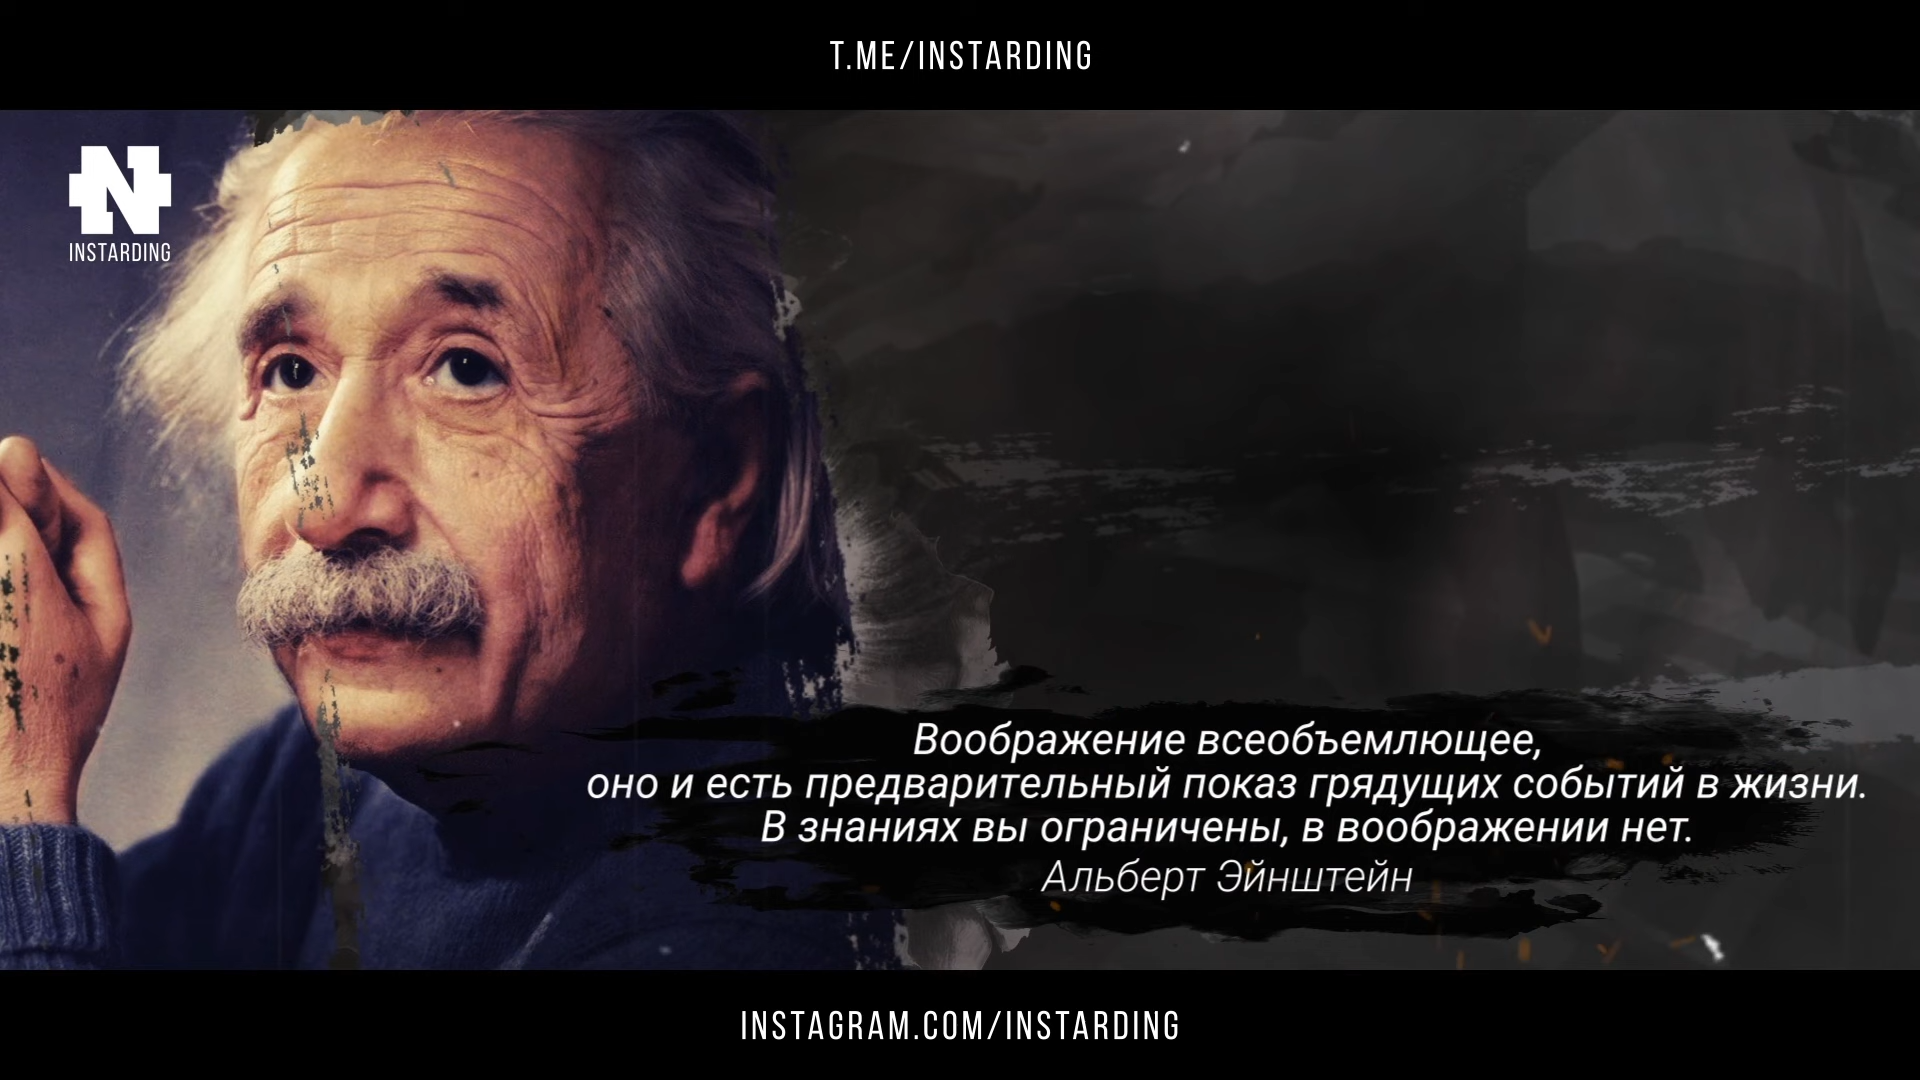 T.ME/INSTARDING
N
INSTARDING
Воображение всеобъемлющее,
оно и есть предварительный показ грядущих событий в жизни.
В знаниях вы ограничены, в воображении нет.
Альберт Эйнштейн
INSTAGRAM.COM/INSTARDING